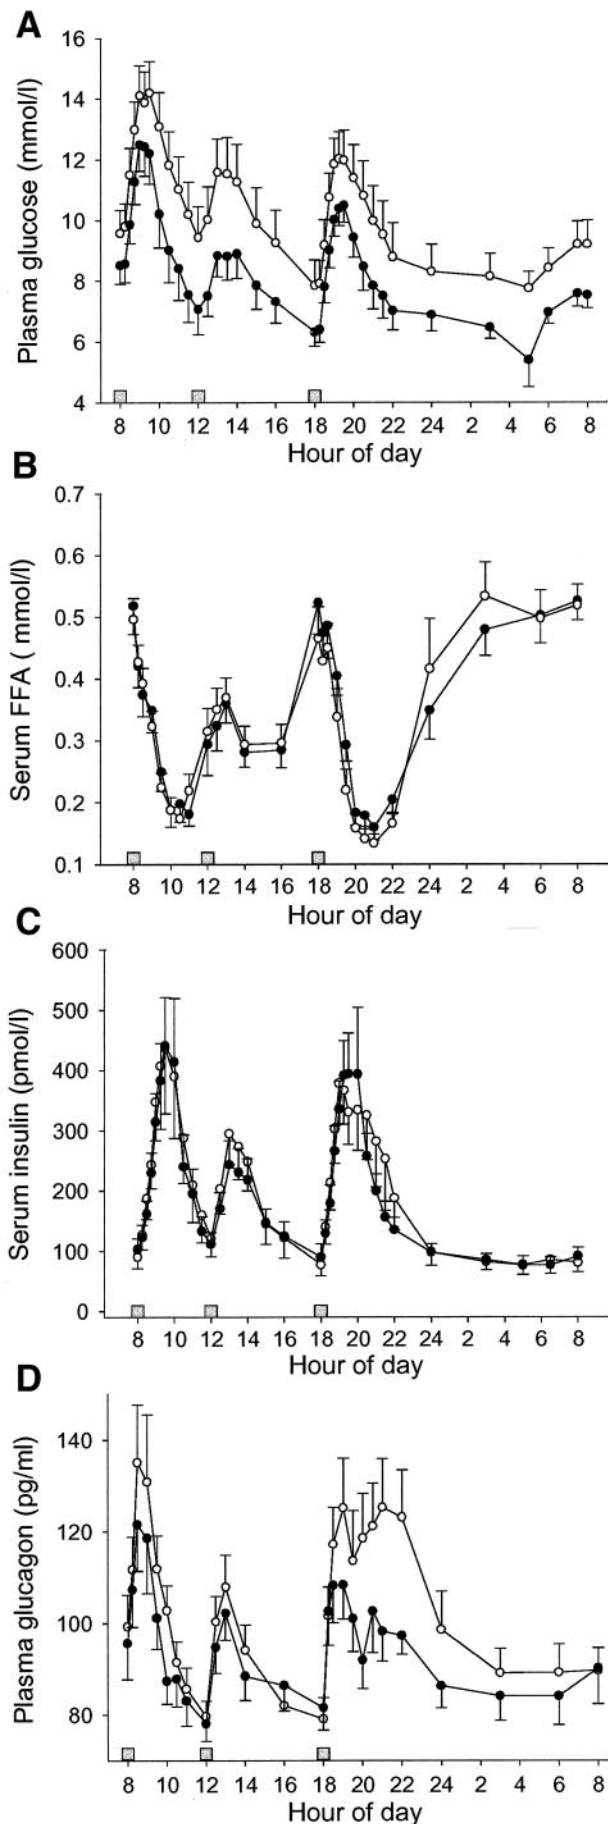 A
Plasma glucose (mmol/l)
16
14
12
10
8
6
4
8 10 12 14 16 18 20 22 24 2 4 6 8
Hour of day
B
Serum FFA ( mmol/l)
0.7
0.6
0.5
0.4
0.3
0.2
0.1
8 10 12 14 16 18 20 22 24 2 4 6 8
Hour of day
C
Serum insulin (pmol/l)
600
500
400
300
200
100
0
8 10 12 14 16 18 20 22 24 2 4 6 8
Hour of day
D
Plasma glucagon (pg/ml)
140
120
100
80
8 10 12 14 16 18 20 22 24 2 4 6 8
Hour of day